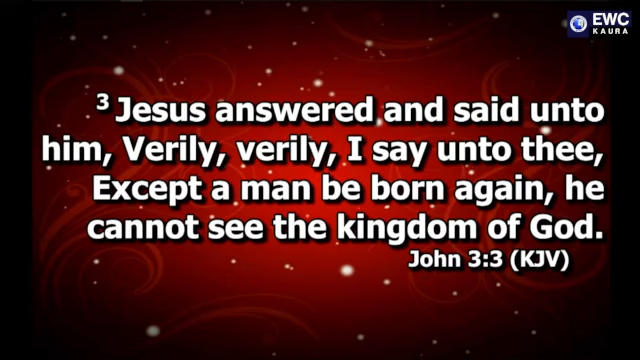 EWC
KAURA
3 Jesus answered and said unto
him, Verily, verily, I say unto thee,
Except a man be born again, he
cannot see the kingdom of God.
John 3:3 (KJV)